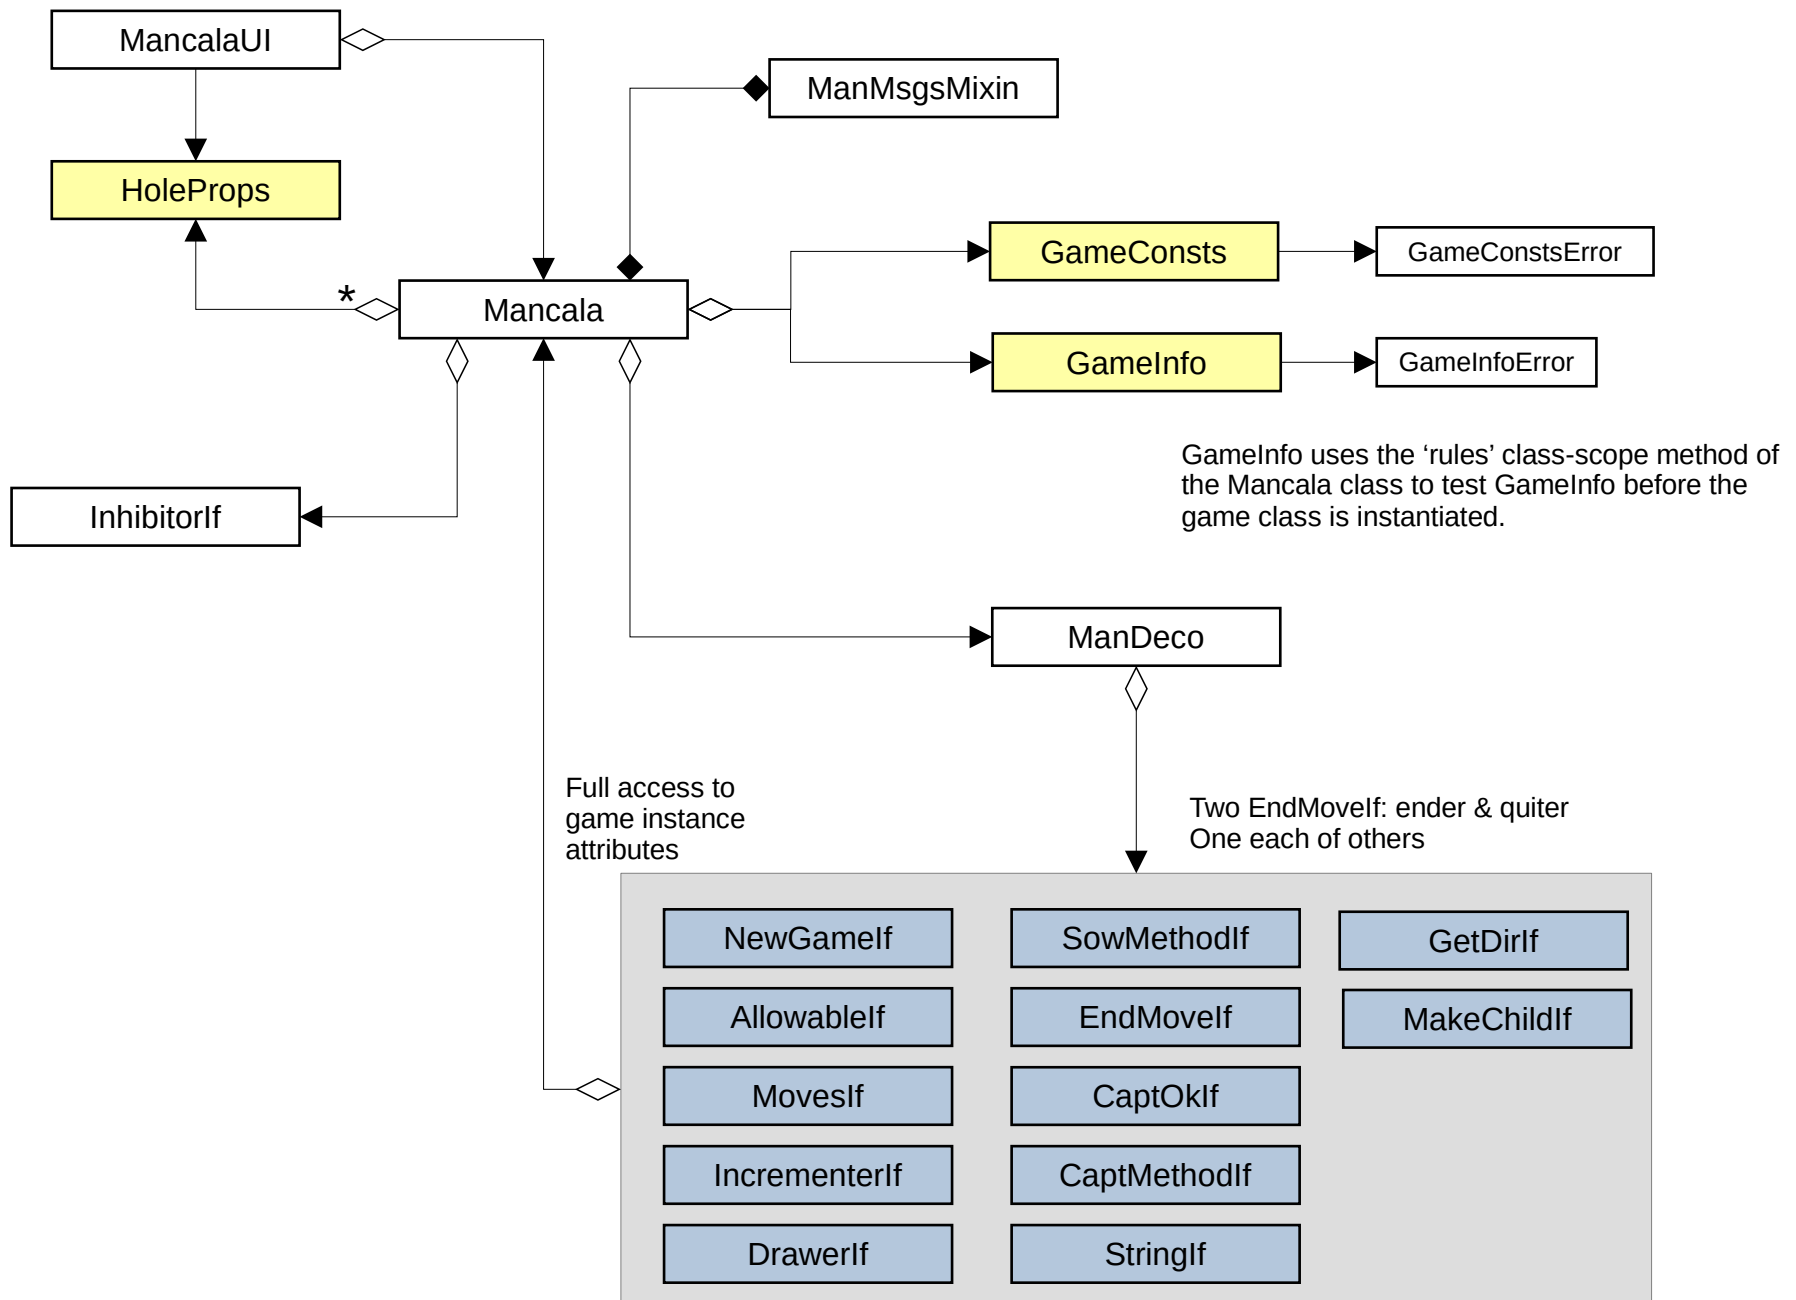 MancalaUI
ManMsgsMixin
HoleProps
GameConsts
GameConstsError
*
Mancala
GameInfo
GameInfoError
GameInfo uses the ‘rules’ class-scope method of
the Mancala class to test GameInfo before the
game class is instantiated.
InhibitorIf
ManDeco
Full access to
game instance
attributes
Two EndMoveIf: ender & quiter
One each of others
NewGameIf
SowMethodIf
GetDirIf
AllowableIf
EndMoveIf
MakeChildIf
MovesIf
CaptOkIf
IncrementerIf
CaptMethodIf
DrawerIf
StringIf